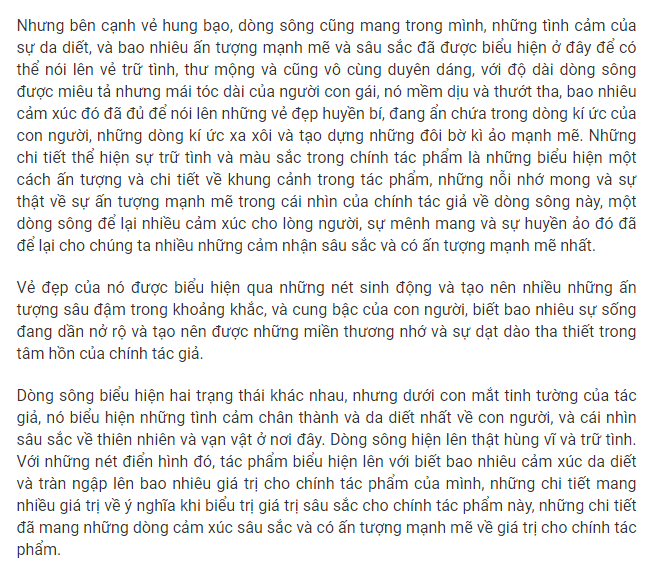 Nhưng bên cạnh vẻ hung bạo, dòng sông cũng mang trong mình, những tình cảm của
sự da diết, và bao nhiêu ấn tượng mạnh mẽ và sâu sắc đã được biểu hiện ở đây để có
thể nói lên vẻ trữ tình, thư mộng và cũng vô cùng duyên dáng, với độ dài dòng sông
được miêu tả nhưng mái tóc dài của người con gái, nó mềm dịu và thướt tha, bao nhiêu
cảm xúc đó đã đủ để nói lên những vẻ đẹp huyền bí, đang ẩn chứa trong dòng kí ức của
con người, những dòng kí ức xa xôi và tạo dựng những đôi bờ kì ảo mạnh mẽ. Những
chi tiết thể hiện sự trữ tình và màu sắc trong chính tác phẩm là những biểu hiện một
cách ấn tượng và chi tiết về khung cảnh trong tác phẩm, những nỗi nhớ mong và sự
thật về sự ấn tượng mạnh mẽ trong cái nhìn của chính tác giả về dòng sông này, một
dòng sông để lại nhiều cảm xúc cho lòng người, sự mênh mang và sự huyền ảo đó đã
để lại cho chúng ta nhiều những cảm nhận sâu sắc và có ấn tượng mạnh mẽ nhất.
Vẻ đẹp của nó được biểu hiện qua những nét sinh động và tạo nên nhiều những ấn
tượng sâu đậm trong khoảng khắc, và cung bậc của con người, biết bao nhiêu sự sống
đang dần nở rộ và tạo nên được những miền thương nhớ và sự dạt dào tha thiết trong
tâm hồn của chính tác giả.
Dòng sông biểu hiện hai trạng thái khác nhau, nhưng dưới con mắt tinh tường của tác
giả, nó biểu hiện những tình cảm chân thành và da diết nhất về con người, và cái nhìn
sâu sắc về thiên nhiên và vạn vật ở nơi đây. Dòng sông hiện lên thật hùng vĩ và trữ tình.
Với những nét điển hình đó, tác phẩm biểu hiện lên với biết bao nhiêu cảm xúc da diết
và tràn ngập lên bao nhiêu giá trị cho chính tác phẩm của mình, những chi tiết mang
nhiều giá trị về ý nghĩa khi biểu trị giá trị sâu sắc cho chính tác phẩm này, những chi tiết
đã mang những dòng cảm xúc sâu sắc và có ấn tượng mạnh mẽ về giá trị cho chính tác
phẩm.